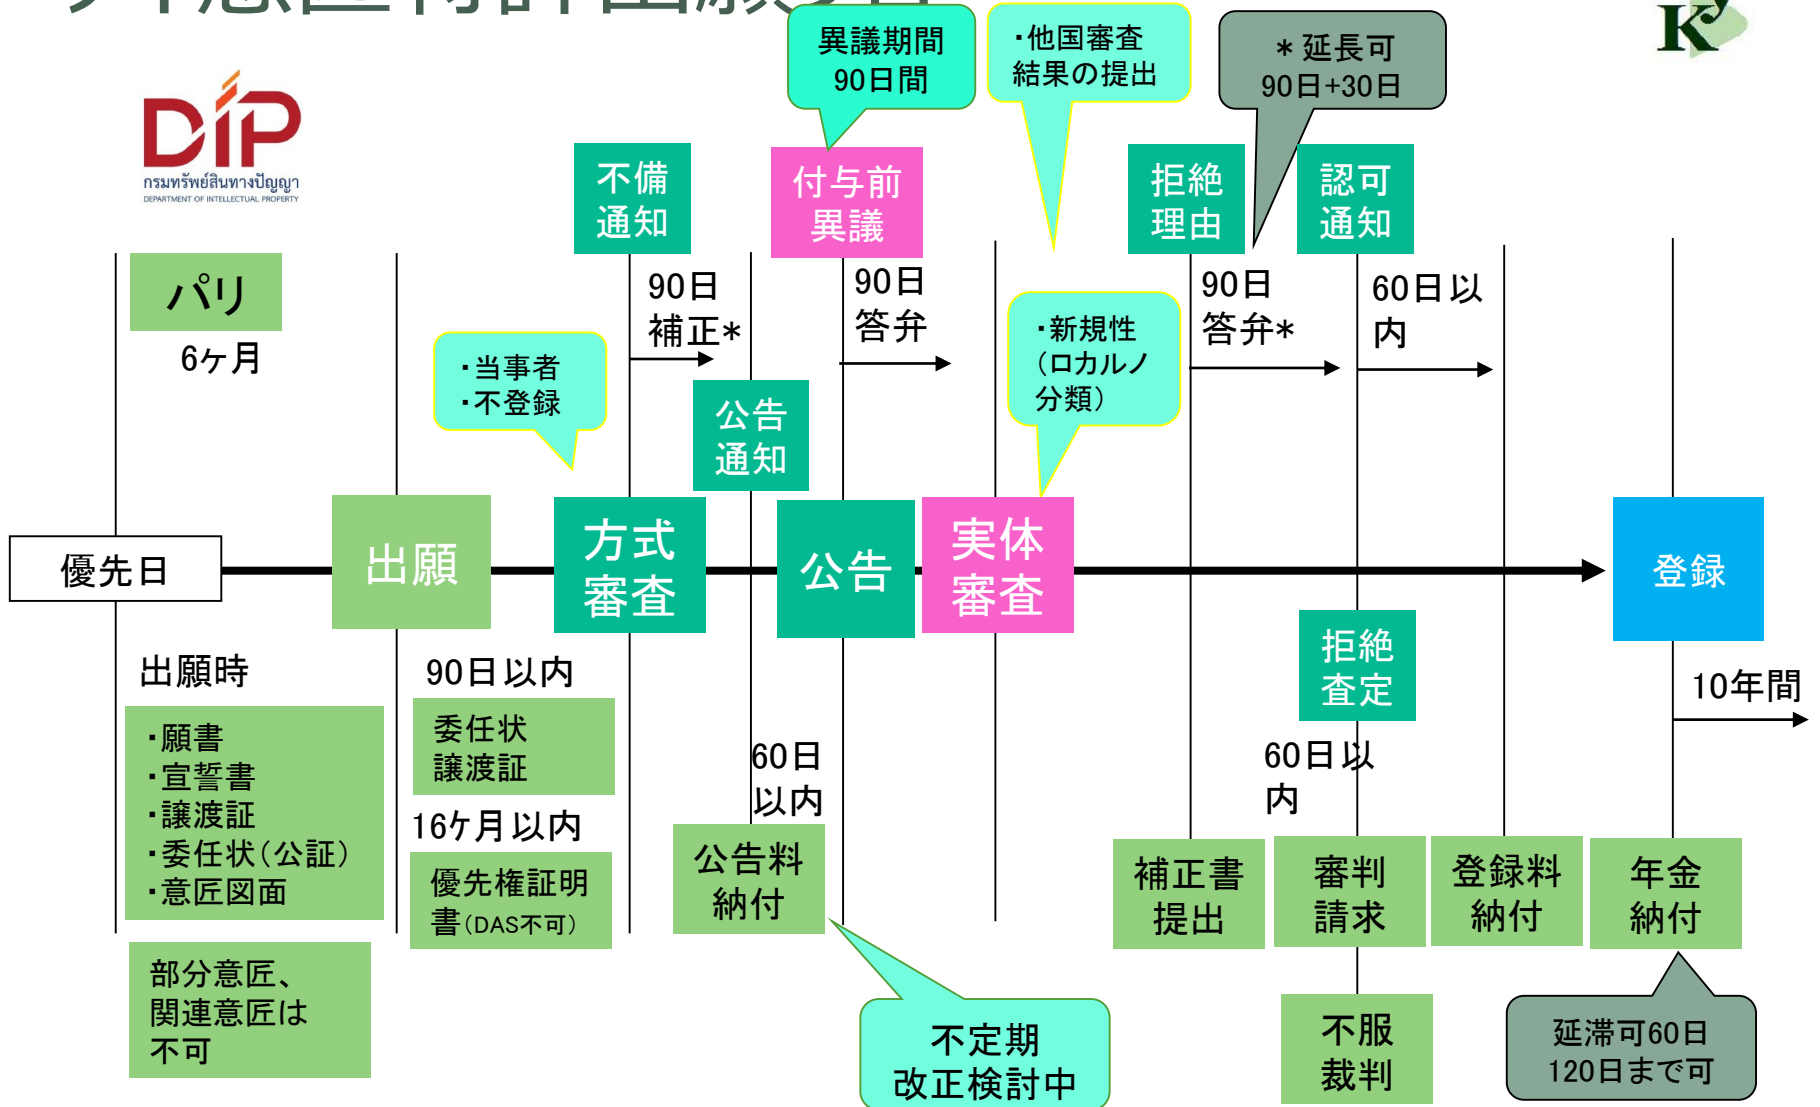 タイ意匠特許出願の流れ
K
DIP
กรมทรัพย์สินทางปัญญา
DEPARTMENT OF INTELLECTUAL PROPERTY
異議期間
90日間
・他国審査
結果の提出
* 延長可
90日+30日
不備
通知
付与前
異議
拒絶
理由
認可
通知
パリ
6ヶ月
90日
補正*
90日
答弁
90日
答弁*
60日以
内
・当事者
・不登録
・新規性
(ロカルノ
分類)
公告
通知
優先日
出願
方式
審査
公告
実体
審査
登録
出願時
・願書
・宣誓書
・譲渡証
・委任状(公証)
・意匠図面
部分意匠、
関連意匠は
不可
90日以内
委任状
譲渡証
16ケ月以内
優先権証明
書(DAS不可)
60日
以内
公告料
納付
不定期
改正検討中
拒絶
査定
60日以
内
補正書
提出
審判
請求
不服
裁判
登録料
納付
10年間
年金
納付
延滞可60日
120日まで可